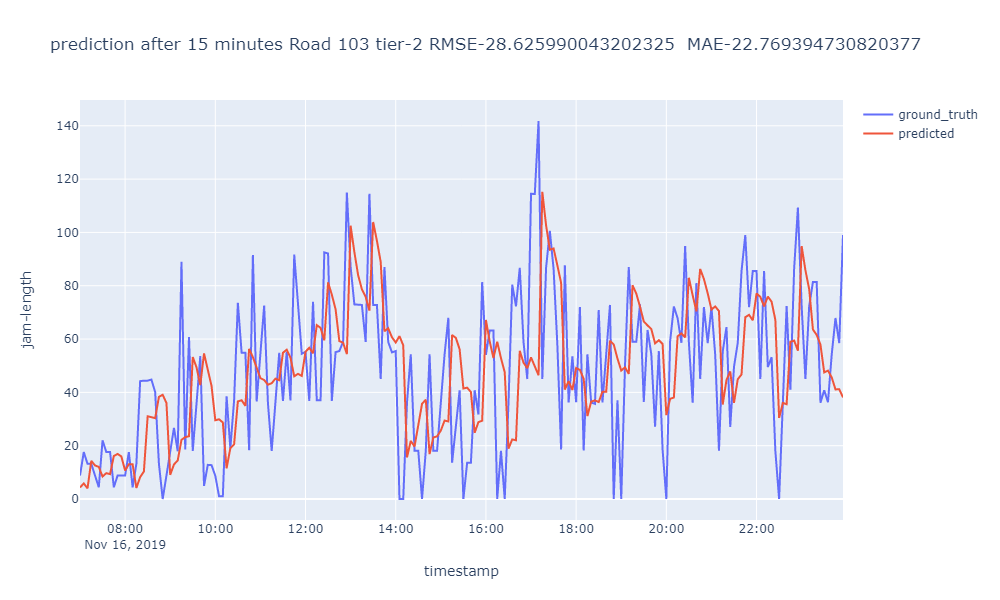 prediction after 15 minutes Road 103 tier-2 RMSE-28.625990043202325  MAE-22.769394730820377
ground_truth
predicted
140
120
100
80
60
40
20
0
jam-length
08:00 10:00 12:00 14:00 16:00 18:00 20:00 22:00
Nov 16, 2019
timestamp